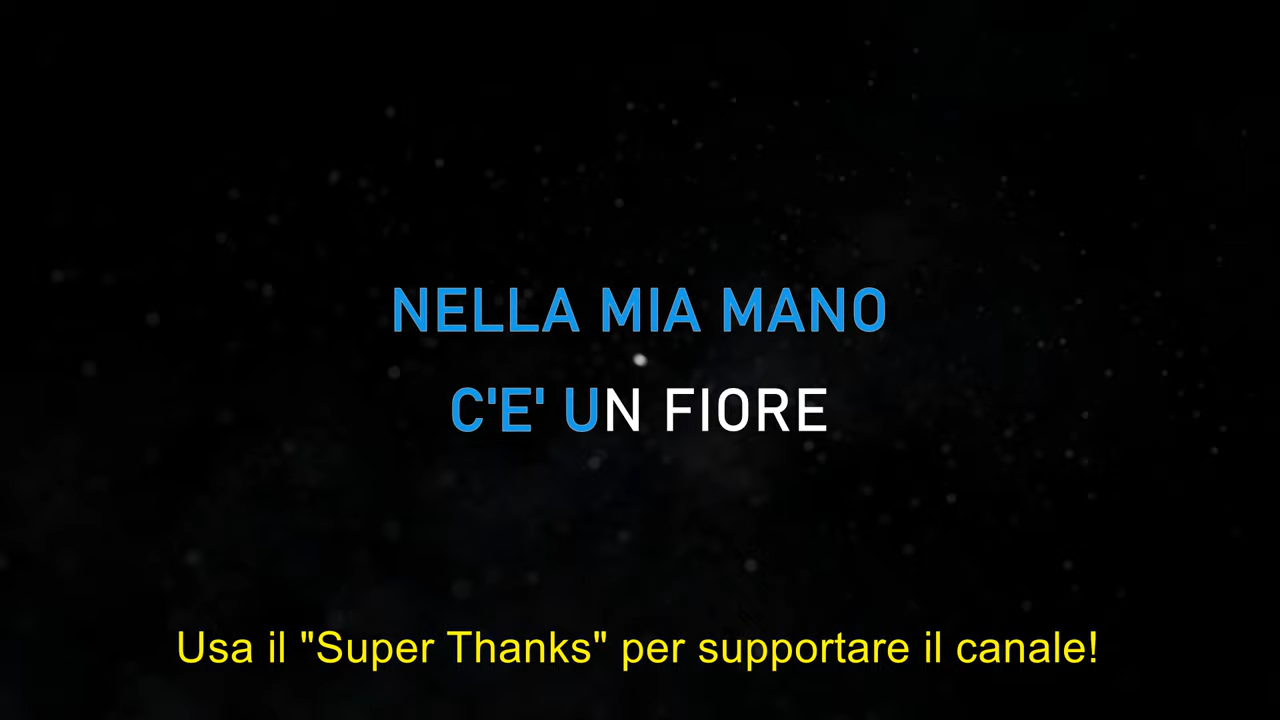 NELLA MIA MANO
C'E' UN FIORE
Usa il "Super Thanks" per supportare il canale!